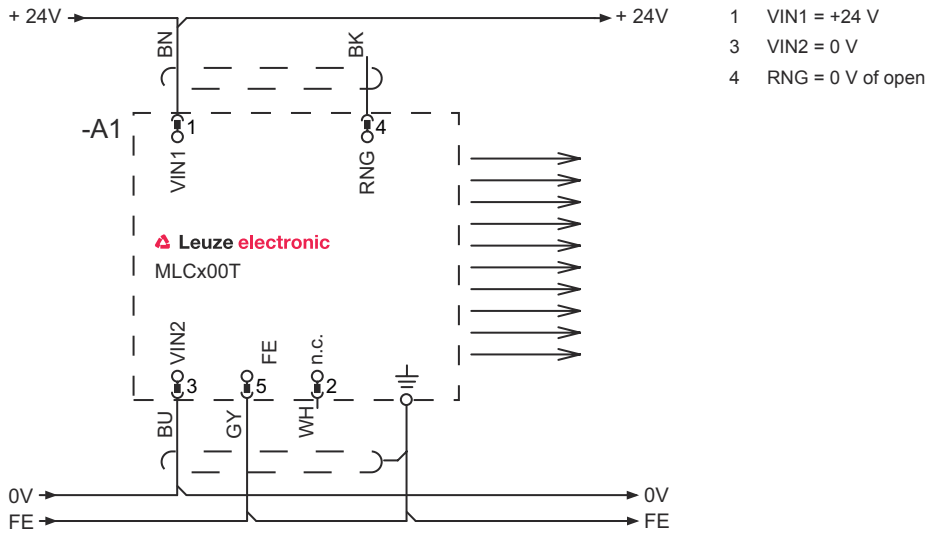 + 24V
+ 24V
1 VIN1 = +24 V
3 VIN2 = 0 V
4 RNG = 0 V of open
BN
BK
-A1
1
4
VIN1
RNG
Leuze electronic
MLCx00T
VIN2
FE
n.c.
3
5
2
BU
GY
WH
0V
0V
FE
FE